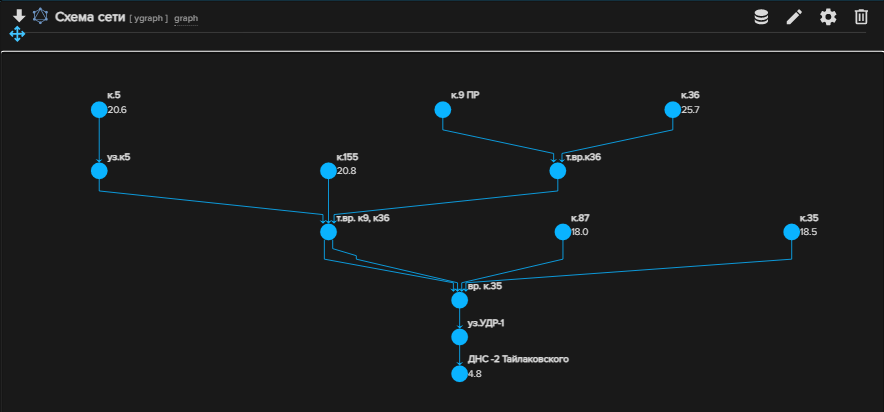 Схема сети [ ygraph ] graph
к.5
20.6
к.9 ПР
к.36
25.7
уз.к5
к.155
20.8
т.вр.к36
т.вр. к9, к36
к.87
18.0
к.35
18.5
вр. к.35
уз.УДР-1
ДНС -2 Тайлаковского
4.8